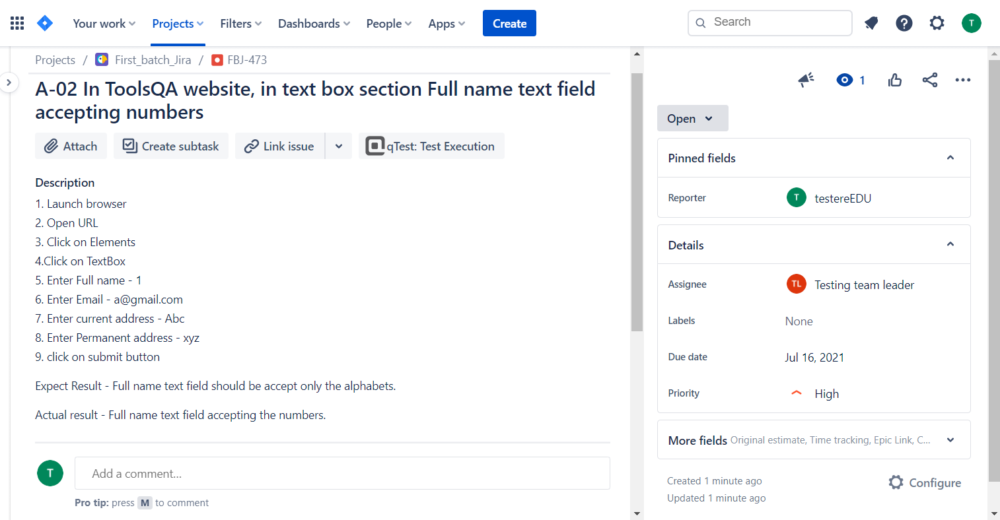 Your work Projects Filters Dashboards People Apps Create Search T
Projects / First_batch_Jira / FBJ-473
A-02 In ToolsQA website, in text box section Full name text field
accepting numbers
Attach Create subtask Link issue qTest: Test Execution
Description
1. Launch browser
2. Open URL
3. Click on Elements
4.Click on TextBox
5. Enter Full name - 1
6. Enter Email - a@gmail.com
7. Enter current address - Abc
8. Enter Permanent address - xyz
9. click on submit button
Expect Result - Full name text field should be accept only the alphabets.
Actual result - Full name text field accepting the numbers.
T Add a comment...
Pro tip: press M to comment
1
Open
Pinned fields
Reporter T testereEDU
Details
Assignee TL Testing team leader
Labels None
Due date Jul 16, 2021
Priority High
More fields Original estimate, Time tracking, Epic Link, C...
Created 1 minute ago
Configure
Updated 1 minute ago